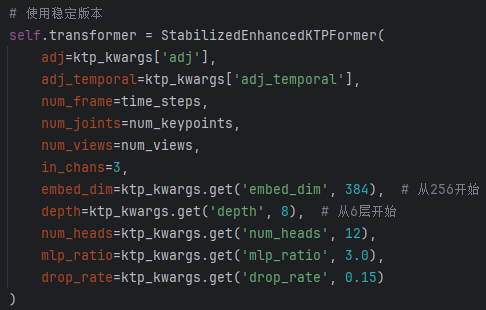 # 使用稳定版本
self.transformer = StabilizedEnhancedKTPFormer(
    adj=ktp_kwargs['adj'],
    adj_temporal=ktp_kwargs['adj_temporal'],
    num_frame=time_steps,
    num_joints=num_keypoints,
    num_views=num_views,
    in_chans=3,
    embed_dim=ktp_kwargs.get('embed_dim', 384),  # 从256开始
    depth=ktp_kwargs.get('depth', 8),  # 从6层开始
    num_heads=ktp_kwargs.get('num_heads', 12),
    mlp_ratio=ktp_kwargs.get('mlp_ratio', 3.0),
    drop_rate=ktp_kwargs.get('drop_rate', 0.15)
)